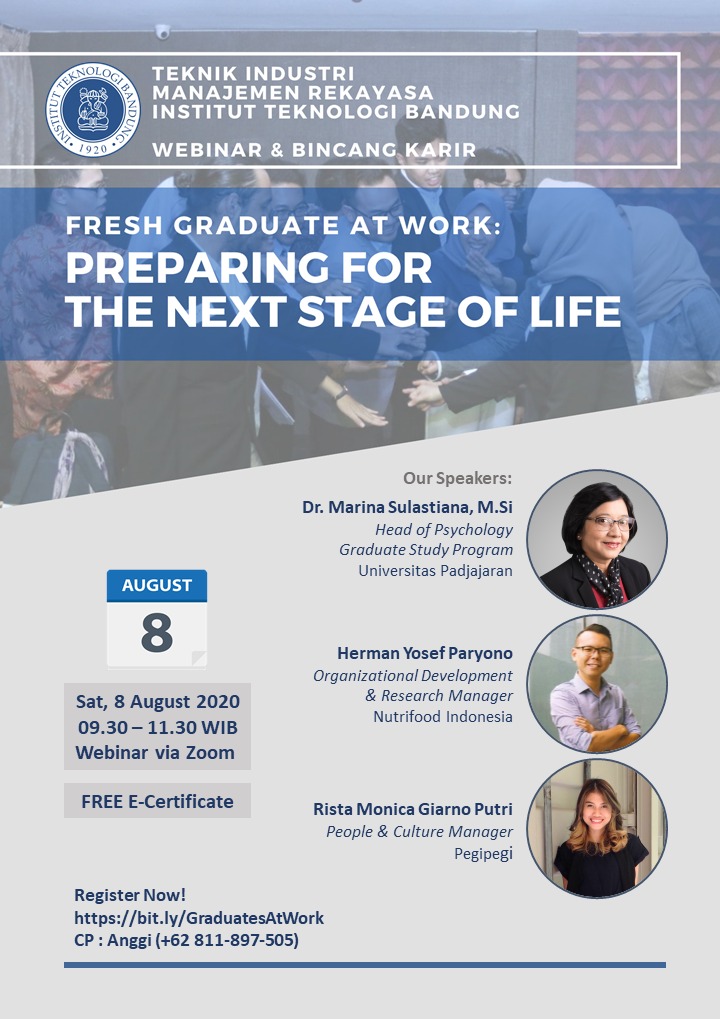 INSTITUT TEKNOLOGI BANDUNG
1920
TEKNIK INDUSTRI
MANAJEMEN REKAYASA
INSTITUT TEKNOLOGI BANDUNG
WEBINAR & BINCANG KARIR
FRESH GRADUATE AT WORK:
PREPARING FOR
THE NEXT STAGE OF LIFE
Our Speakers:
Dr. Marina Sulastiana, M.Si
Head of Psychology
Graduate Study Program
Universitas Padjajaran
AUGUST
8
Sat, 8 August 2020
09.30 – 11.30 WIB
Webinar via Zoom
FREE E-Certificate
Herman Yosef Paryono
Organizational Development
& Research Manager
Nutrifood Indonesia
Rista Monica Giarno Putri
People & Culture Manager
Pegipegi
Register Now!
https://bit.ly/GraduatesAtWork
CP : Anggi (+62 811-897-505)